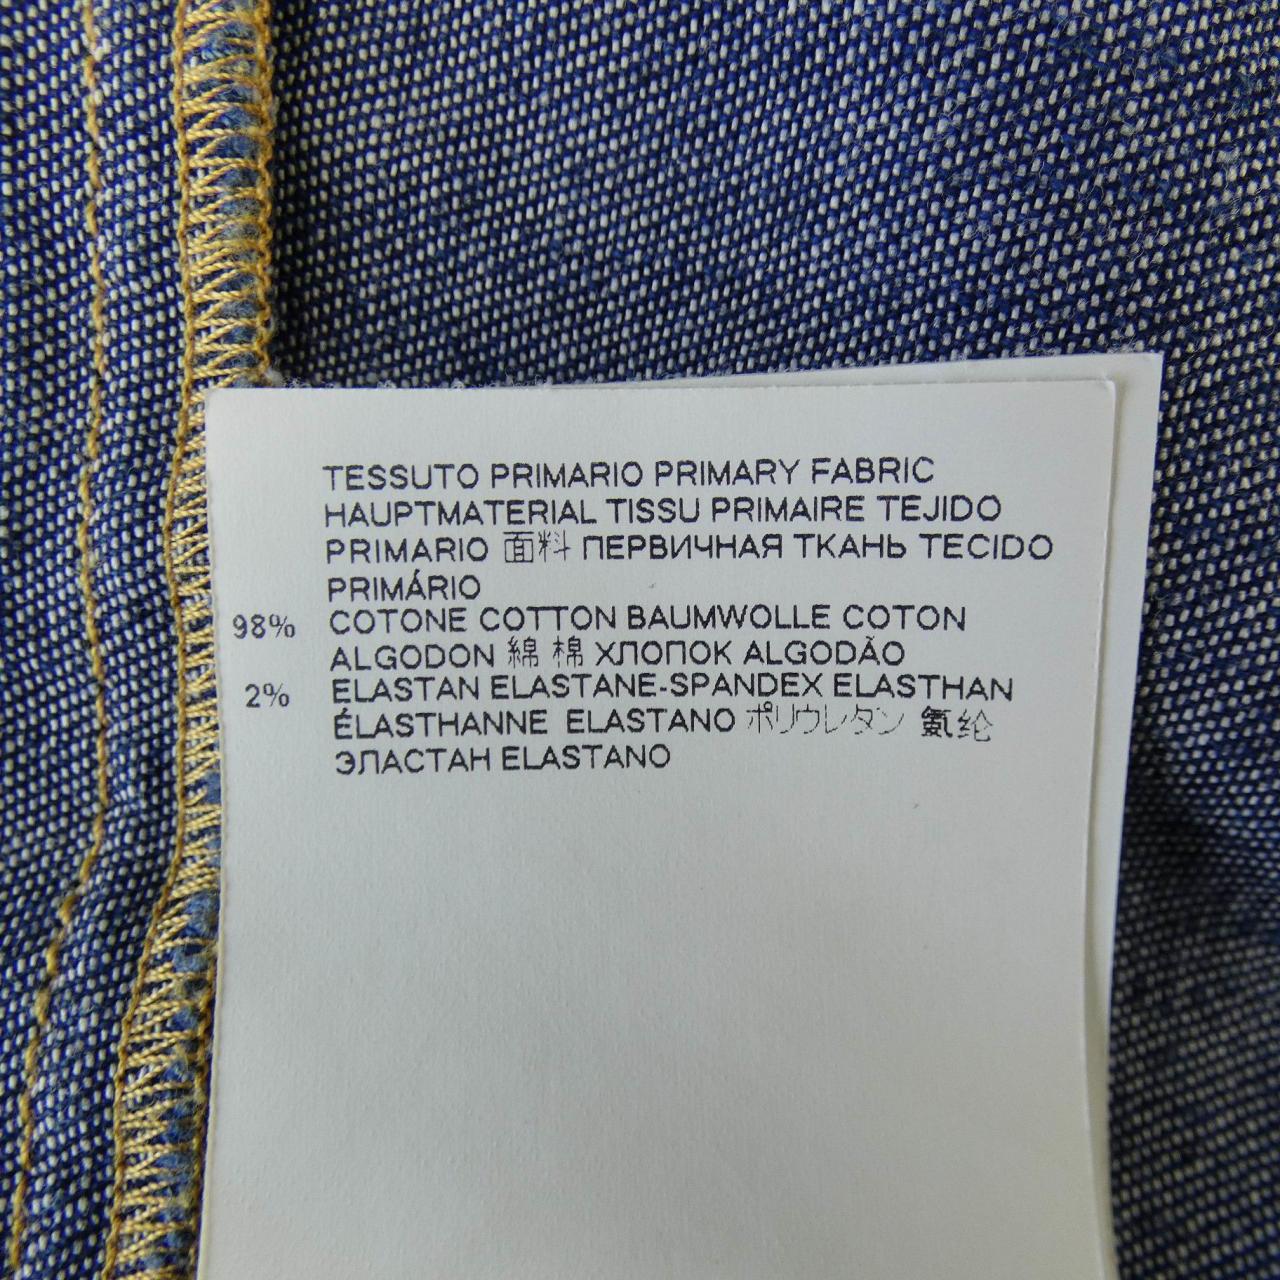 TESSUTO PRIMARIO PRIMARY FABRIC
HAUPTMATERIAL TISSU PRIMAIRE TEJIDO
PRIMARIO 面料 ПЕРВИЧНАЯ ТКАНЬ TECIDO
PRIMÁRIO
98% COTONE COTTON BAUMWOLLE COTON
ALGODON 綿 棉 ХЛОПОК ALGODÃO
2% ELASTAN ELASTANE-SPANDEX ELASTHAN
ÉLASTHANNE ELASTANO ポリウレタン 氨纶
ЭЛАСТАН ELASTANO